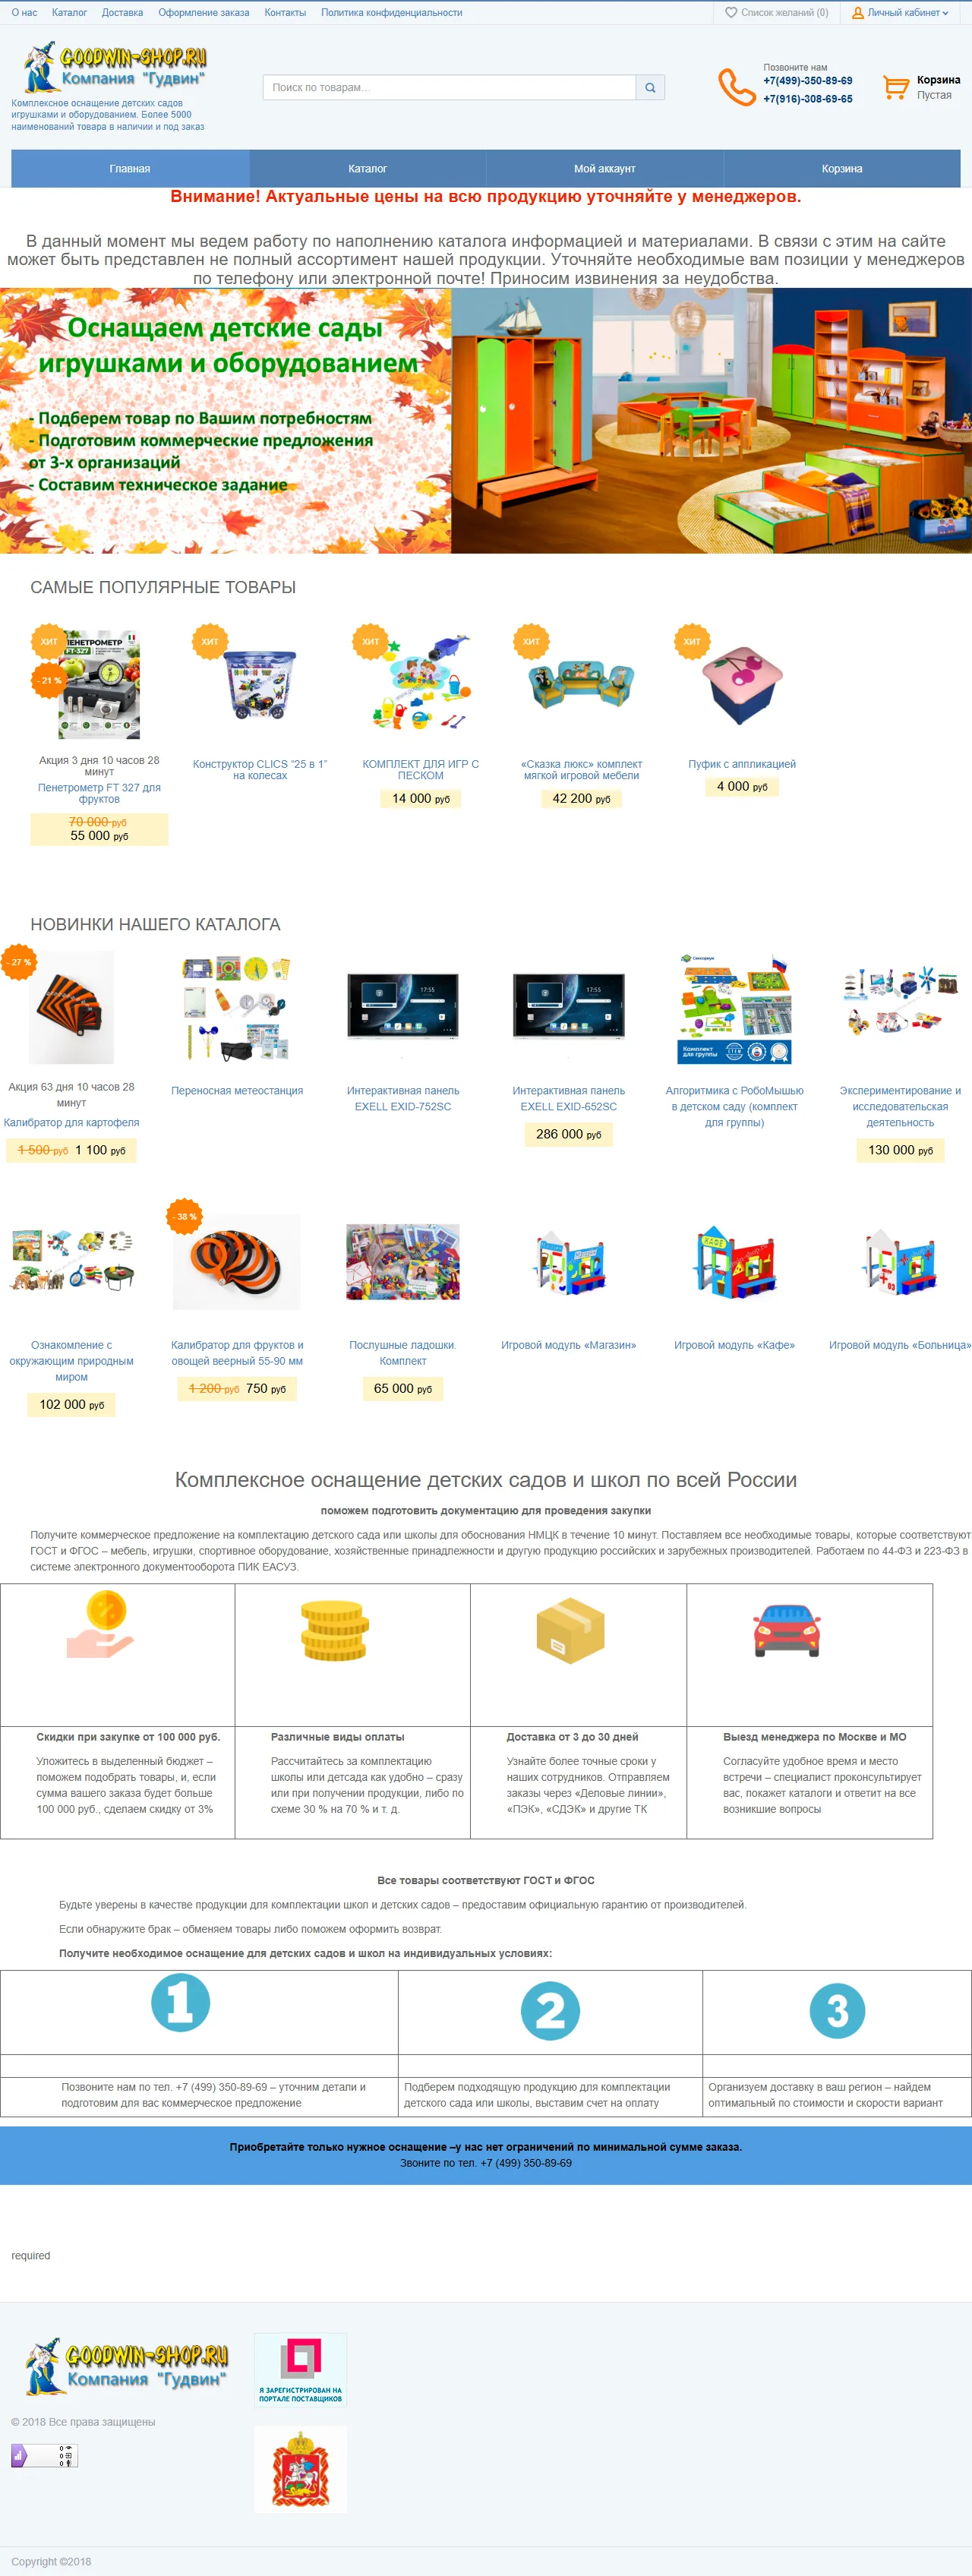 О нас Каталог Доставка Оформление заказа Контакты Политика конфиденциальности
Список желаний (0) Личный кабинет
GOODWIN-SHOP.RU
Компания "Гудвин"
Комплексное оснащение детских садов
игрушками и оборудованием. Более 5000
наименований товара в наличии и под заказ
Поиск по товарам...
Позвоните нам
+7(499)-350-89-69
+7(916)-308-69-65
Корзина
Пустая
Главная Каталог Мой аккаунт Корзина
Внимание! Актуальные цены на всю продукцию уточняйте у менеджеров.
В данный момент мы ведем работу по наполнению каталога информацией и материалами. В связи с этим на сайте
может быть представлен не полный ассортимент нашей продукции. Уточняйте необходимые вам позиции у менеджеров
по телефону или электронной почте! Приносим извинения за неудобства.
Оснащаем детские сады
игрушками и оборудованием
- Подберем товар по Вашим потребностям
- Подготовим коммерческие предложения
от 3-х организаций
- Составим техническое задание
САМЫЕ ПОПУЛЯРНЫЕ ТОВАРЫ
ХИТ ХИТ ХИТ ХИТ ХИТ
ПЕНЕТРОМЕТР
FT-327
- 21 %
Акция 3 дня 10 часов 28
минут
Пенетрометр FT 327 для
фруктов
70 000 руб
55 000 руб
Конструктор CLICS “25 в 1”
на колесах
КОМПЛЕКТ ДЛЯ ИГР С
ПЕСКОМ
14 000 руб
«Сказка люкс» комплект
мягкой игровой мебели
42 200 руб
Пуфик с аппликацией
4 000 руб
НОВИНКИ НАШЕГО КАТАЛОГА
- 27 %
Акция 63 дня 10 часов 28
минут
Калибратор для картофеля
1 500 руб 1 100 руб
Переносная метеостанция
17:55
Интерактивная панель
EXELL EXID-752SC
17:55
Интерактивная панель
EXELL EXID-652SC
286 000 руб
Комплект
для группы
Алгоритмика с РобоМышью
в детском саду (комплект
для группы)
Экспериментирование и
исследовательская
деятельность
130 000 руб
Ознакомление с
окружающим природным
миром
102 000 руб
- 38 %
Калибратор для фруктов и
овощей веерный 55-90 мм
1 200 руб 750 руб
Послушные ладошки.
Комплект
65 000 руб
Игровой модуль «Магазин»
КАФЕ
Игровой модуль «Кафе»
Игровой модуль «Больница»
Комплексное оснащение детских садов и школ по всей России
поможем подготовить документацию для проведения закупки
Получите коммерческое предложение на комплектацию детского сада или школы для обоснования НМЦК в течение 10 минут. Поставляем все необходимые товары, которые соответствуют
ГОСТ и ФГОС – мебель, игрушки, спортивное оборудование, хозяйственные принадлежности и другую продукцию российских и зарубежных производителей. Работаем по 44-ФЗ и 223-ФЗ в
системе электронного документооборота ПИК ЕАСУЗ.
Скидки при закупке от 100 000 руб.
Уложитесь в выделенный бюджет –
поможем подобрать товары, и, если
сумма вашего заказа будет больше
100 000 руб., сделаем скидку от 3%
Различные виды оплаты
Рассчитайтесь за комплектацию
школы или детсада как удобно – сразу
или при получении продукции, либо по
схеме 30 % на 70 % и т. д.
Доставка от 3 до 30 дней
Узнайте более точные сроки у
наших сотрудников. Отправляем
заказы через «Деловые линии»,
«ПЭК», «СДЭК» и другие ТК
Выезд менеджера по Москве и МО
Согласуйте удобное время и место
встречи – специалист проконсультирует
вас, покажет каталоги и ответит на все
возникшие вопросы
Все товары соответствуют ГОСТ и ФГОС
Будьте уверены в качестве продукции для комплектации школ и детских садов – предоставим официальную гарантию от производителей.
Если обнаружите брак – обменяем товары либо поможем оформить возврат.
Получите необходимое оснащение для детских садов и школ на индивидуальных условиях:
1 2 3
Позвоните нам по тел. +7 (499) 350-89-69 – уточним детали и
подготовим для вас коммерческое предложение
Подберем подходящую продукцию для комплектации
детского сада или школы, выставим счет на оплату
Организуем доставку в ваш регион – найдем
оптимальный по стоимости и скорости вариант
Приобретайте только нужное оснащение –у нас нет ограничений по минимальной сумме заказа.
Звоните по тел. +7 (499) 350-89-69
required
GOODWIN-SHOP.RU
Компания "Гудвин"
Я ЗАРЕГИСТРИРОВАН НА
ПОРТАЛЕ ПОСТАВЩИКОВ
© 2018 Все права защищены
0
0
0
Copyright ©2018